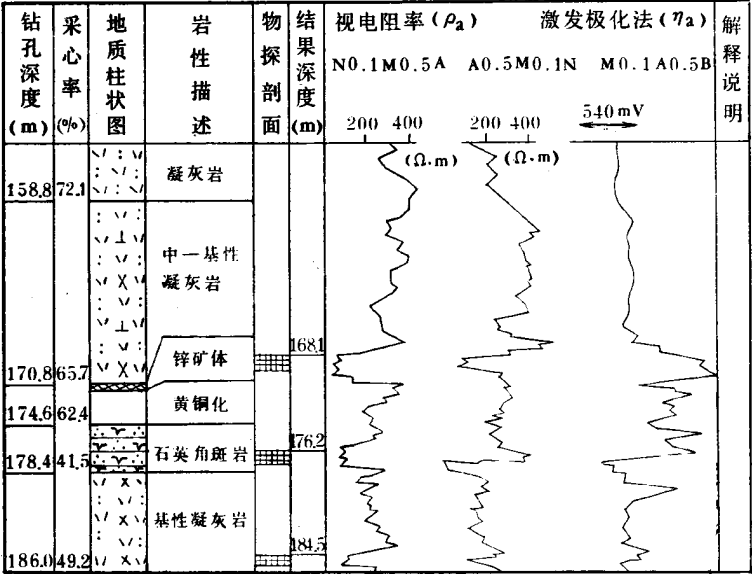 钻孔深度(m)
采心率(%)
地质柱状图
岩性描述
物探剖面
结果深度(m)
视电阻率(ρa)
激发极化法(ηa)
解释说明
N0.1M0.5A
A0.5M0.1N
M0.1A0.5B
200 400
(Ω·m)
200 400
(Ω·m)
540mV
凝灰岩
158.8 72.1
中一基性
凝灰岩
168.1
锌矿体
170.8 65.7
黄铜化
174.6 62.4
176.2
石英角斑岩
178.4 41.5
基性凝灰岩
184.5
186.0 49.2